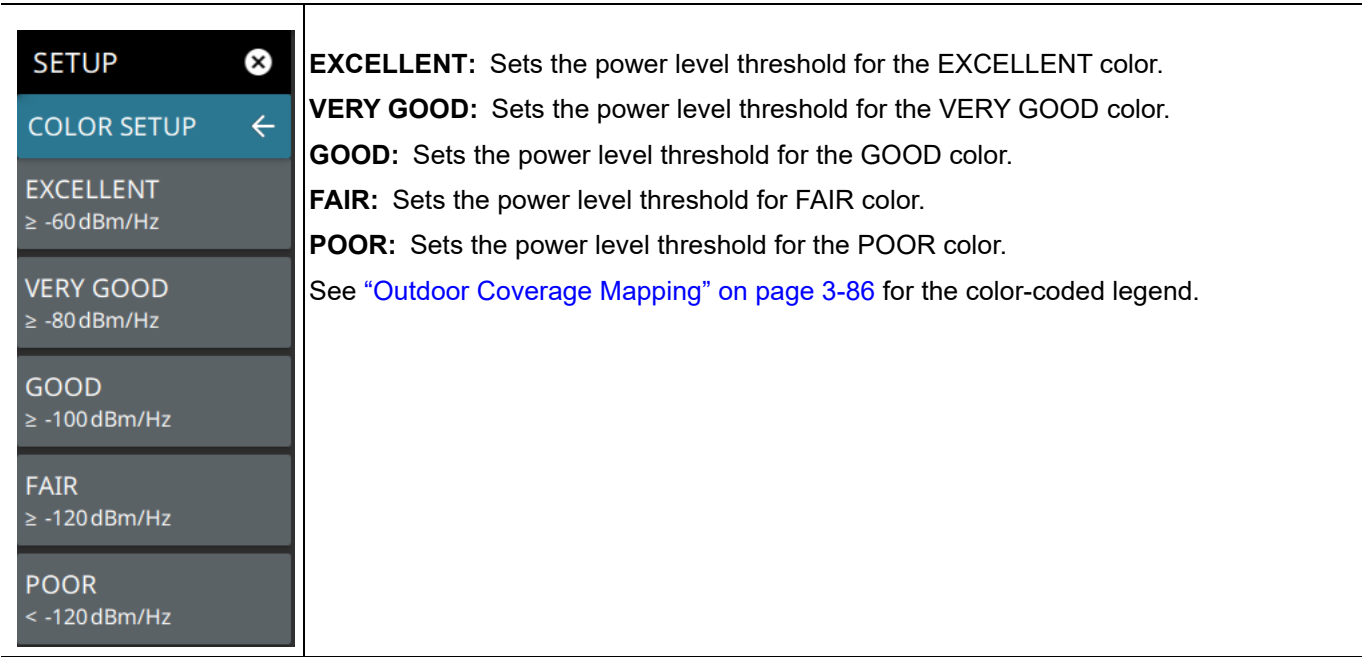 SETUP
COLOR SETUP
EXCELLENT
≥ -60 dBm/Hz
VERY GOOD
≥ -80 dBm/Hz
GOOD
≥ -100 dBm/Hz
FAIR
≥ -120 dBm/Hz
POOR
< -120 dBm/Hz
EXCELLENT: Sets the power level threshold for the EXCELLENT color.
VERY GOOD: Sets the power level threshold for the VERY GOOD color.
GOOD: Sets the power level threshold for the GOOD color.
FAIR: Sets the power level threshold for FAIR color.
POOR: Sets the power level threshold for the POOR color.
See “Outdoor Coverage Mapping” on page 3-86 for the color-coded legend.